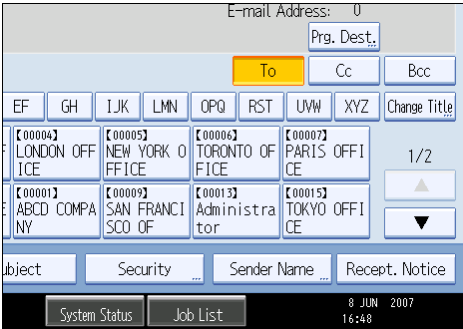 E-mail Address: 0
Prg. Dest.
To Cc Bcc
EF GH IJK LMN OPQ RST UVW XYZ Change Title
【00004】 【00005】 【00006】 【00007】
LONDON OFF NEW YORK O TORONTO OF PARIS OFFI
ICE FFICE FICE CE
1/2
【00001】 【00009】 【00013】 【00015】
ABCD COMPA SAN FRANCI Administra TOKYO OFFI
NY SCO OF tor CE
ubject Security Sender Name Recept. Notice
System Status Job List 8 JUN 2007
16:48